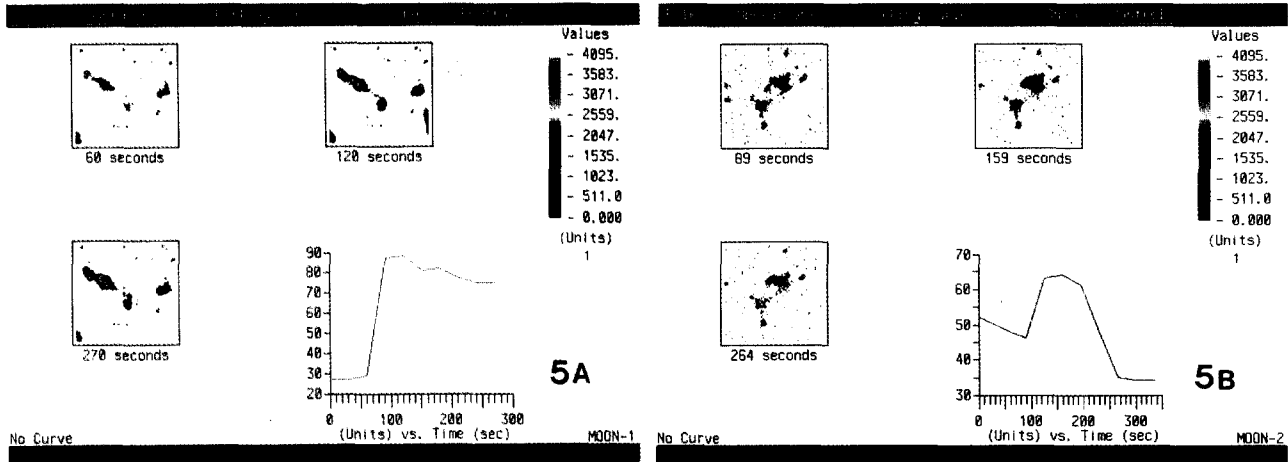 Values
4095.
3583.
3071.
2559.
2047.
1535.
1023.
511.0
0.000
(Units)
1
60 seconds
120 seconds
270 seconds
90
80
70
60
50
40
30
20
0 100 200 300
(Units) vs. Time (sec)
5A
No Curve
MOON-1
Values
4095.
3583.
3071.
2559.
2047.
1535.
1023.
511.0
0.000
(Units)
1
89 seconds
159 seconds
264 seconds
70
60
50
40
30
0 100 200 300
(Units) vs. Time (sec)
5B
No Curve
MOON-2